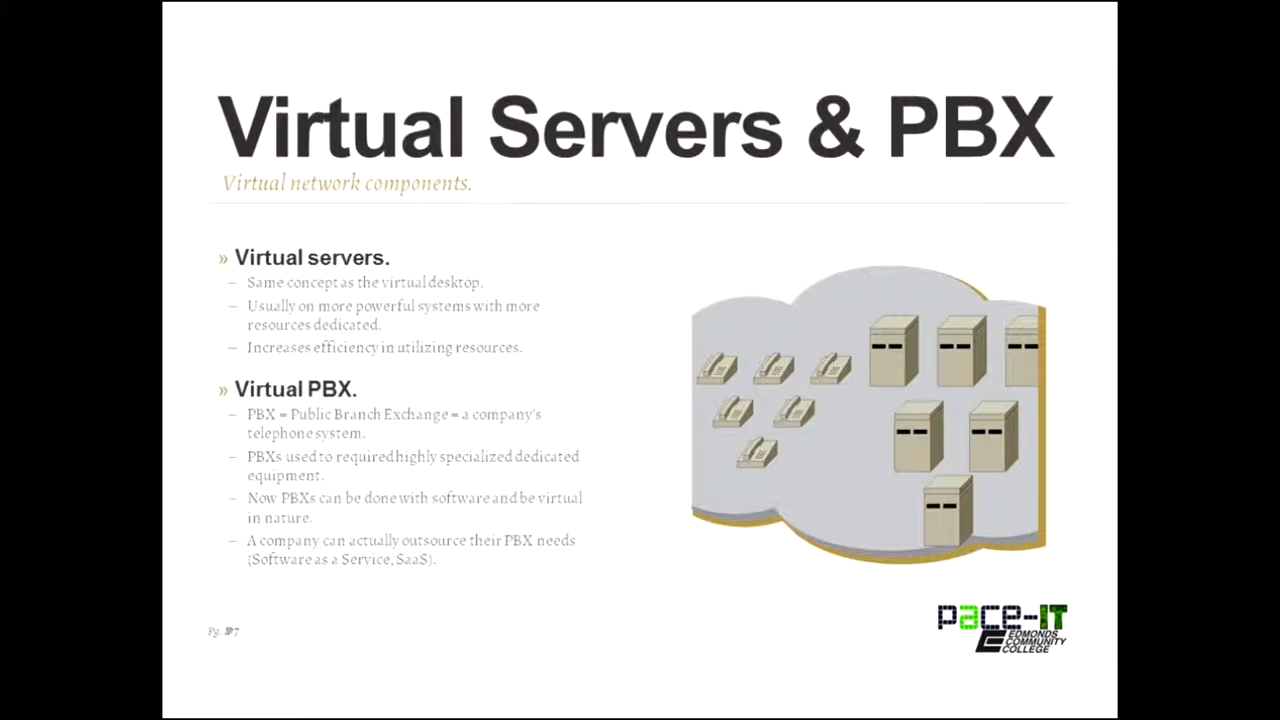 Virtual Servers & PBX
Virtual network components.
» Virtual servers.
– Same concept as the virtual desktop.
– Usually on more powerful systems with more
resources dedicated.
– Increases efficiency in utilizing resources.
» Virtual PBX.
– PBX = Public Branch Exchange = a company's
telephone system.
– PBXs used to required highly specialized dedicated
equipment.
– Now PBXs can be done with software and be virtual
in nature.
– A company can actually outsource their PBX needs
(Software as a Service, SaaS).
Pg.
pace-IT
EDMONDS
COMMUNITY
COLLEGE